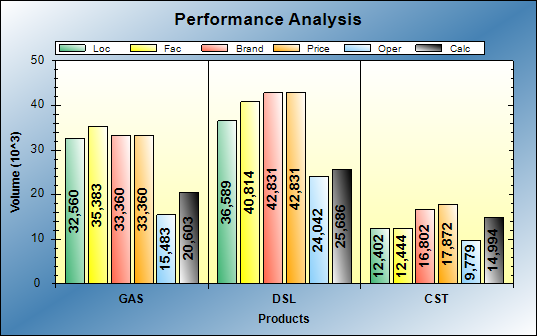 Performance Analysis
Loc Fac Brand Price Oper Calc
Volume (10^3)
50
40
30
20
10
0
32,560 35,383 33,360 33,360 15,483 20,603
36,589 40,814 42,831 42,831 24,042 25,686
12,402 12,444 16,802 17,872 9,779 14,994
GAS DSL CST
Products